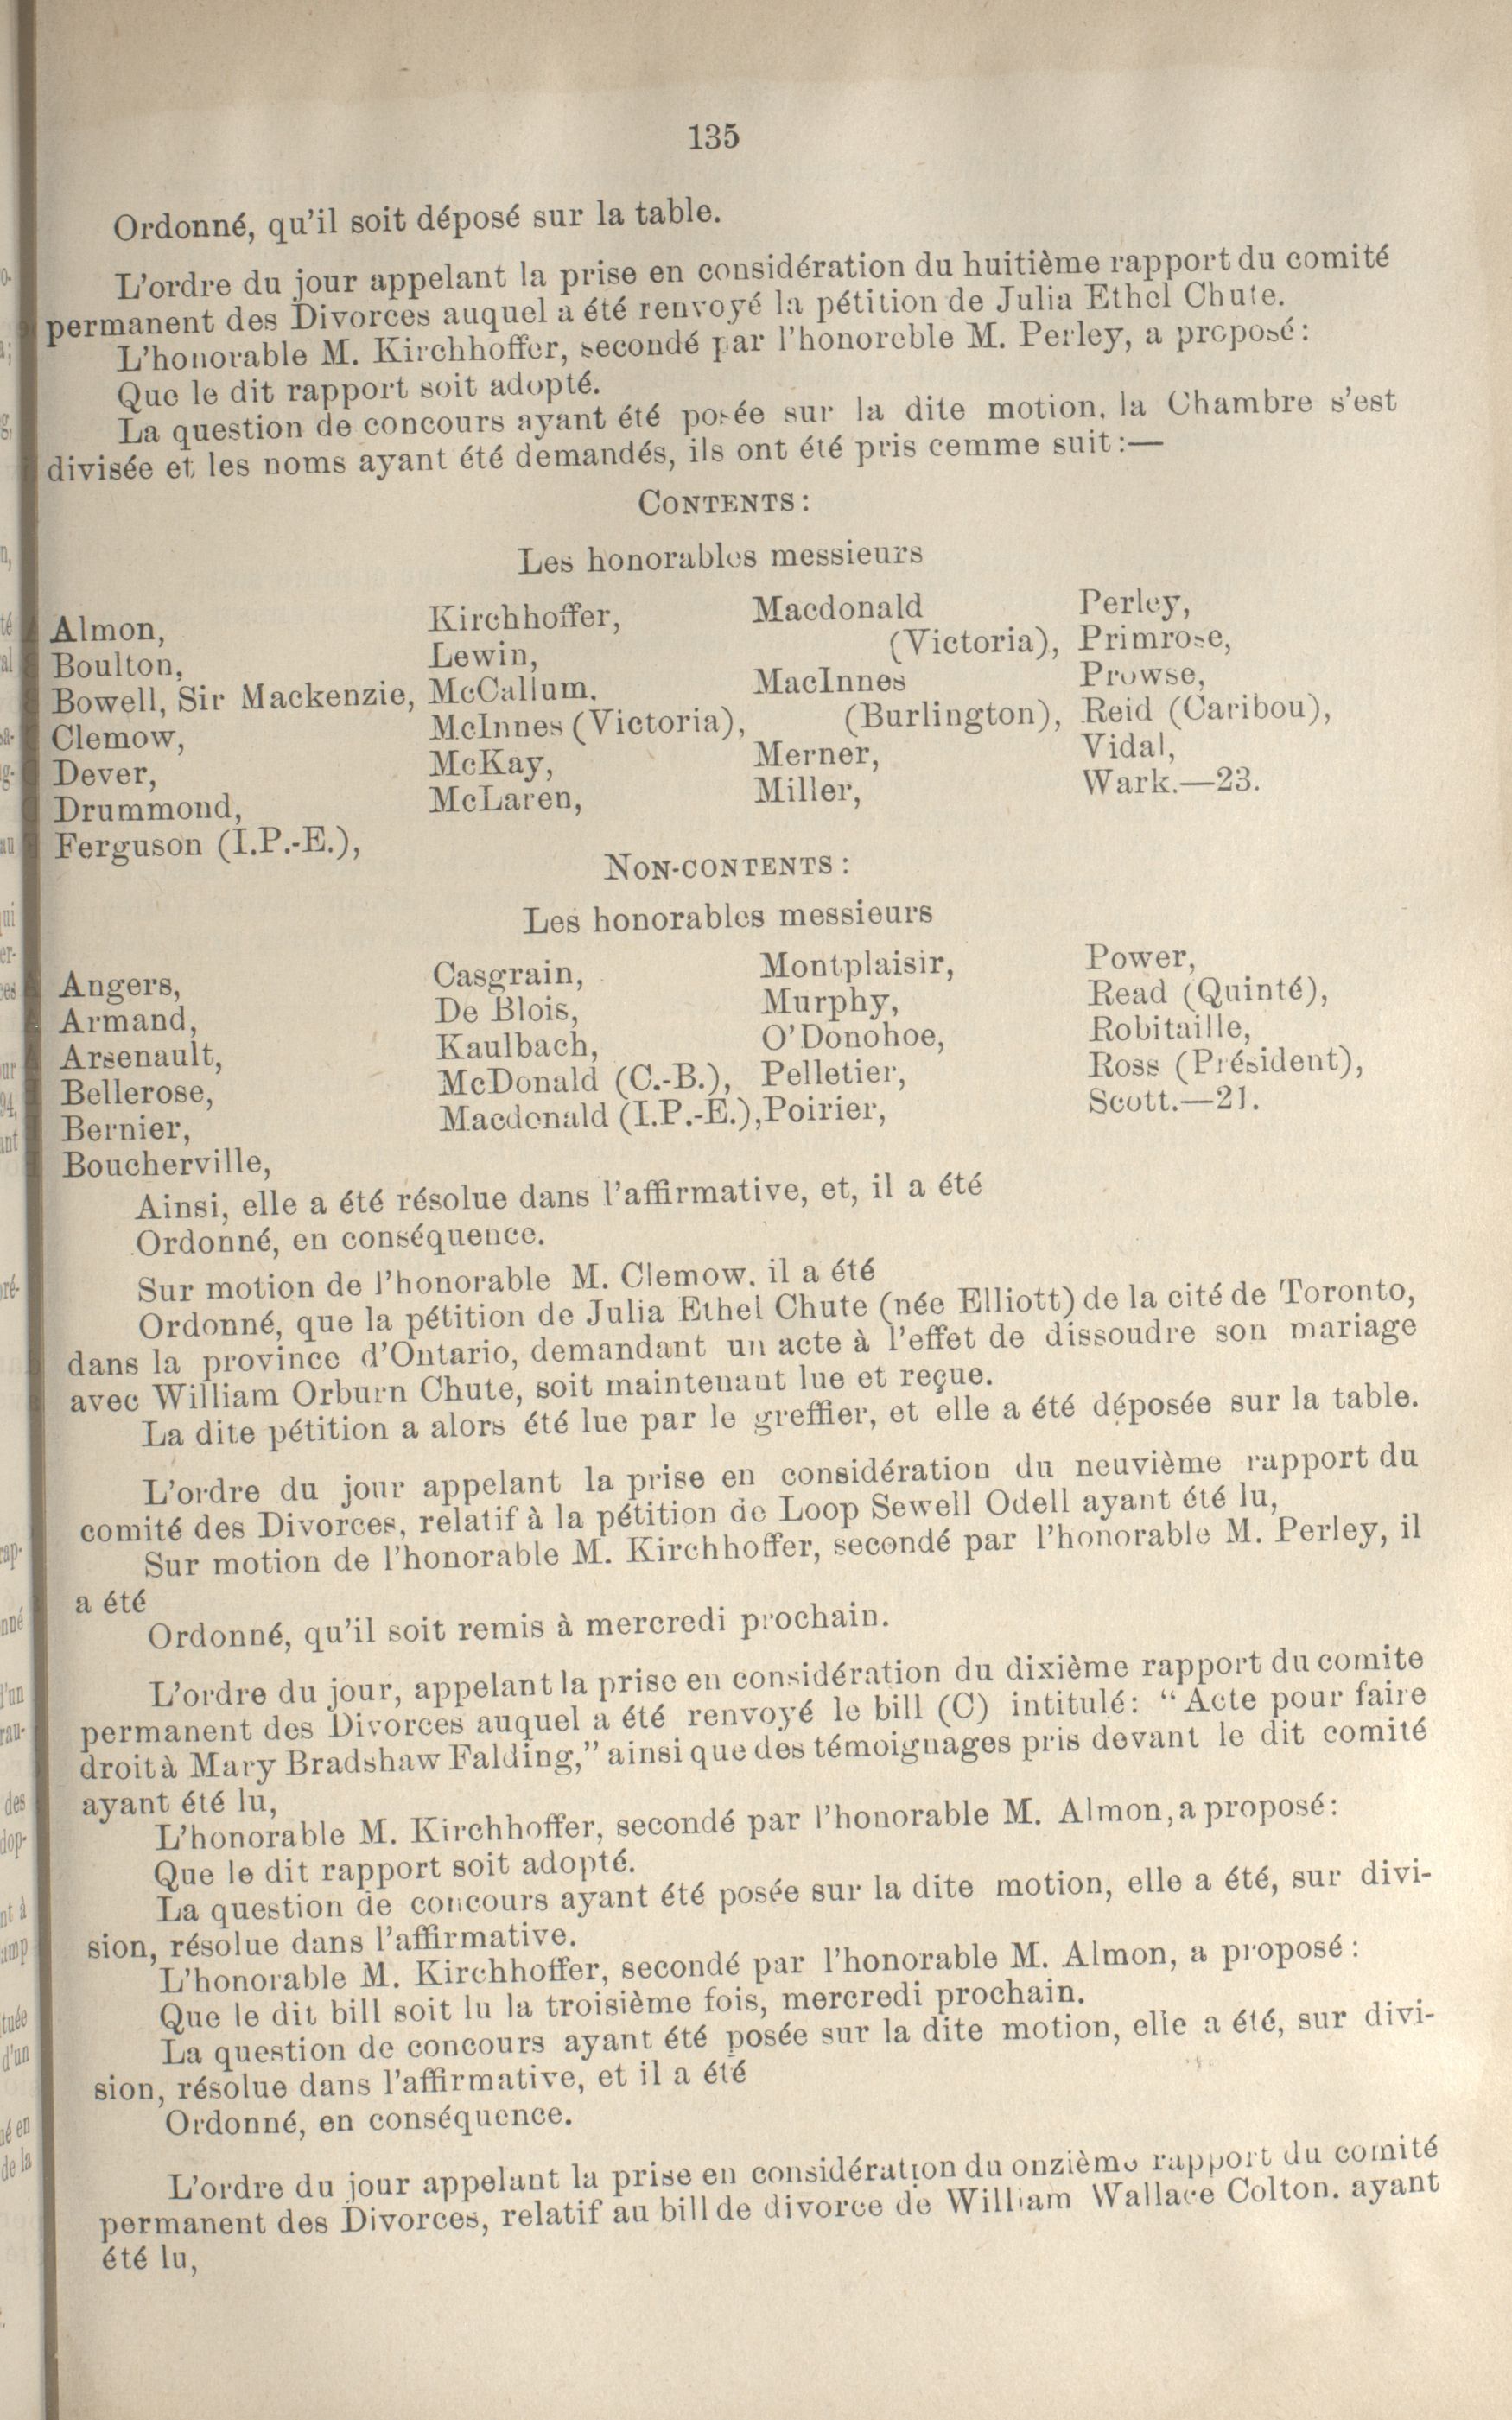 135
Ordonné, qu'il soit déposé sur la table.
L'ordre du jour appelant la prise en considération du huitième rapport du comité
permanent des Divorces auquel a été renvoyé la pétition de Julia Ethel Chute.
L'honorable M. Kirchhoffer, secondé par l'honoreble M. Perley, a proposé:
Que le dit rapport soit adopté.
La question de concours ayant été posée sur la dite motion, la Chambre s'est
divisée et les noms ayant été demandés, ils ont été pris cemme suit:—
CONTENTS:
Les honorables messieurs
Almon,
Boulton,
Bowell, Sir Mackenzie,
Clemow,
Dever,
Drummond,
Ferguson (I.P.-E.),
Kirchhoffer,
Lewin,
McCallum,
McInnes (Victoria),
McKay,
McLaren,
Macdonald
(Victoria),
MacInnes
(Burlington),
Merner,
Miller,
Perley,
Primrose,
Prowse,
Reid (Caribou),
Vidal,
Wark.—23.
NON-CONTENTS:
Les honorables messieurs
Angers,
Armand,
Arsenault,
Bellerose,
Bernier,
Boucherville,
Casgrain,
De Blois,
Kaulbach,
McDonald (C.-B.),
Macdonald (I.P.-E.),
Montplaisir,
Murphy,
O'Donohoe,
Pelletier,
Poirier,
Power,
Read (Quinté),
Robitaille,
Ross (Président),
Scott.—21.
Ainsi, elle a été résolue dans l'affirmative, et, il a été
Ordonné, en conséquence.
Sur motion de l'honorable M. Clemow, il a été
Ordonné, que la pétition de Julia Ethel Chute (née Elliott) de la cité de Toronto,
dans la province d'Ontario, demandant un acte à l'effet de dissoudre son mariage
avec William Orburn Chute, soit maintenant lue et reçue.
La dite pétition a alors été lue par le greffier, et elle a été déposée sur la table.
L'ordre du jour appelant la prise en considération du neuvième rapport du
comité des Divorces, relatif à la pétition de Loop Sewell Odell ayant été lu,
Sur motion de l'honorable M. Kirchhoffer, secondé par l'honorable M. Perley, il
a été
Ordonné, qu'il soit remis à mercredi prochain.
L'ordre du jour, appelant la prise en considération du dixième rapport du comite
permanent des Divorces auquel a été renvoyé le bill (C) intitulé: "Acte pour faire
droit à Mary Bradshaw Falding," ainsi que des témoignages pris devant le dit comité
ayant été lu,
L'honorable M. Kirchhoffer, secondé par l'honorable M. Almon, a proposé:
Que le dit rapport soit adopté.
La question de concours ayant été posée sur la dite motion, elle a été, sur divi-
sion, résolue dans l'affirmative.
L'honorable M. Kirchhoffer, secondé par l'honorable M. Almon, a proposé:
Que le dit bill soit lu la troisième fois, mercredi prochain.
La question de concours ayant été posée sur la dite motion, elle a été, sur divi-
sion, résolue dans l'affirmative, et il a été
Ordonné, en conséquence.
L'ordre du jour appelant la prise en considération du onzième rapport du comité
permanent des Divorces, relatif au bill de divorce de William Wallace Colton, ayant
été lu,